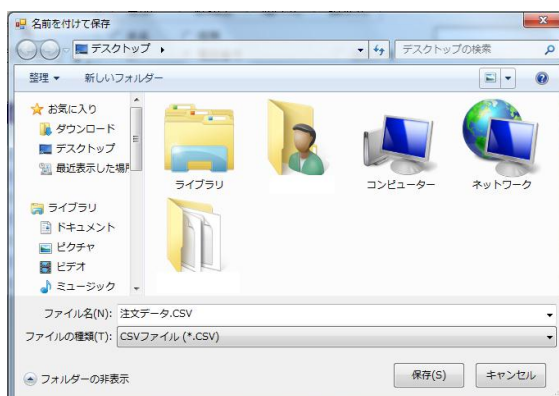 名前を付けて保存
デスクトップ
デスクトップの検索
整理 新しいフォルダー
お気に入り
ダウンロード
デスクトップ
最近表示した場所
ライブラリ
ドキュメント
ピクチャ
ビデオ
ミュージック
ライブラリ
コンピューター
ネットワーク
ファイル名(N): 注文データ.CSV
ファイルの種類(T): CSVファイル (*.CSV)
フォルダーの非表示
保存(S) キャンセル